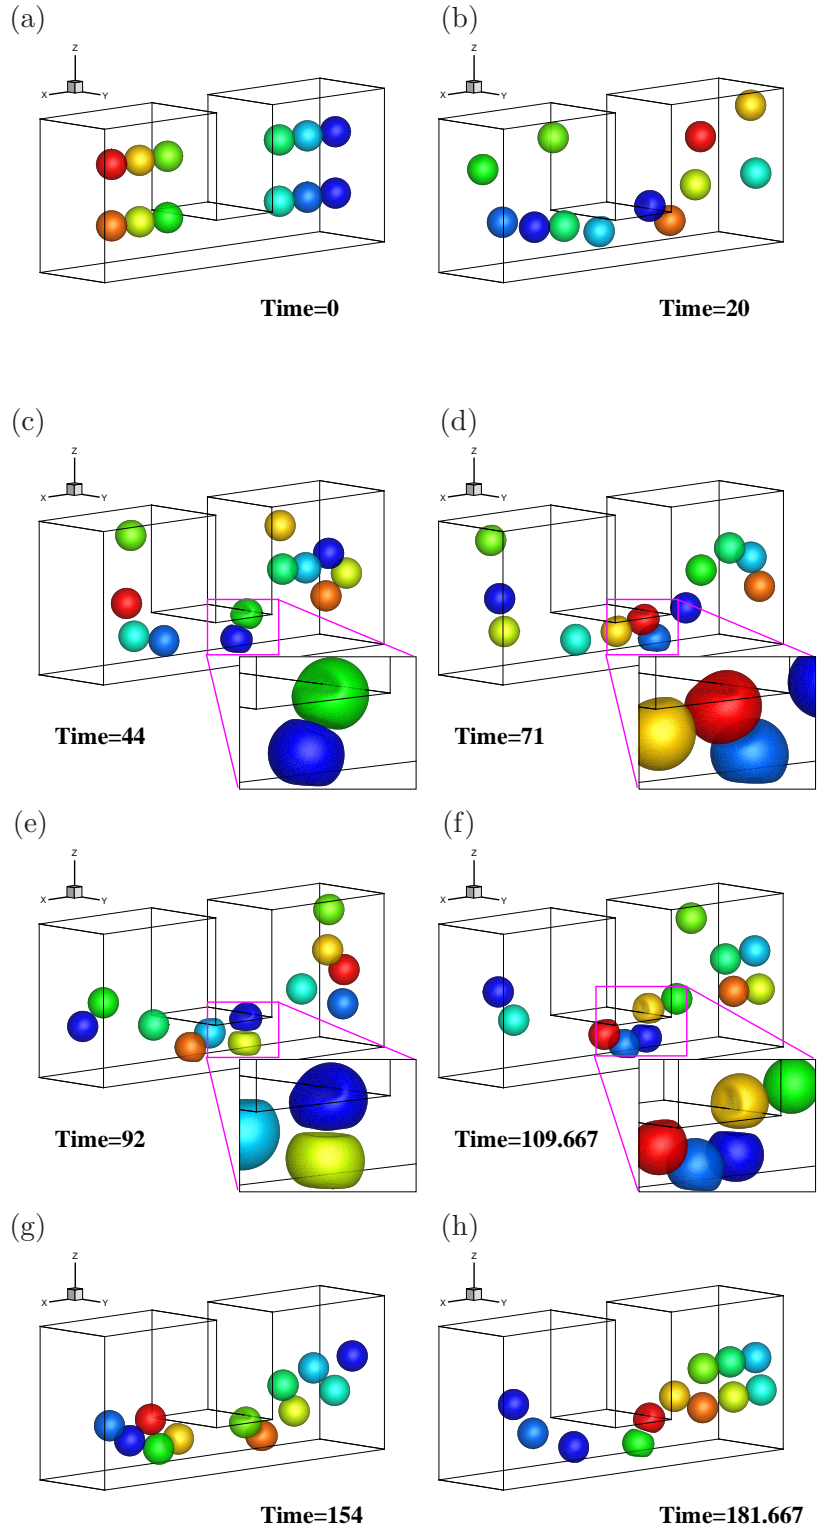 (a) (b)
Z Z
X Y X Y
Time=0 Time=20
(c) (d)
Z Z
X Y X Y
Time=44 Time=71
(e) (f)
Z Z
X Y X Y
Time=92 Time=109.667
(g) (h)
Z Z
X Y X Y
Time=154 Time=181.667